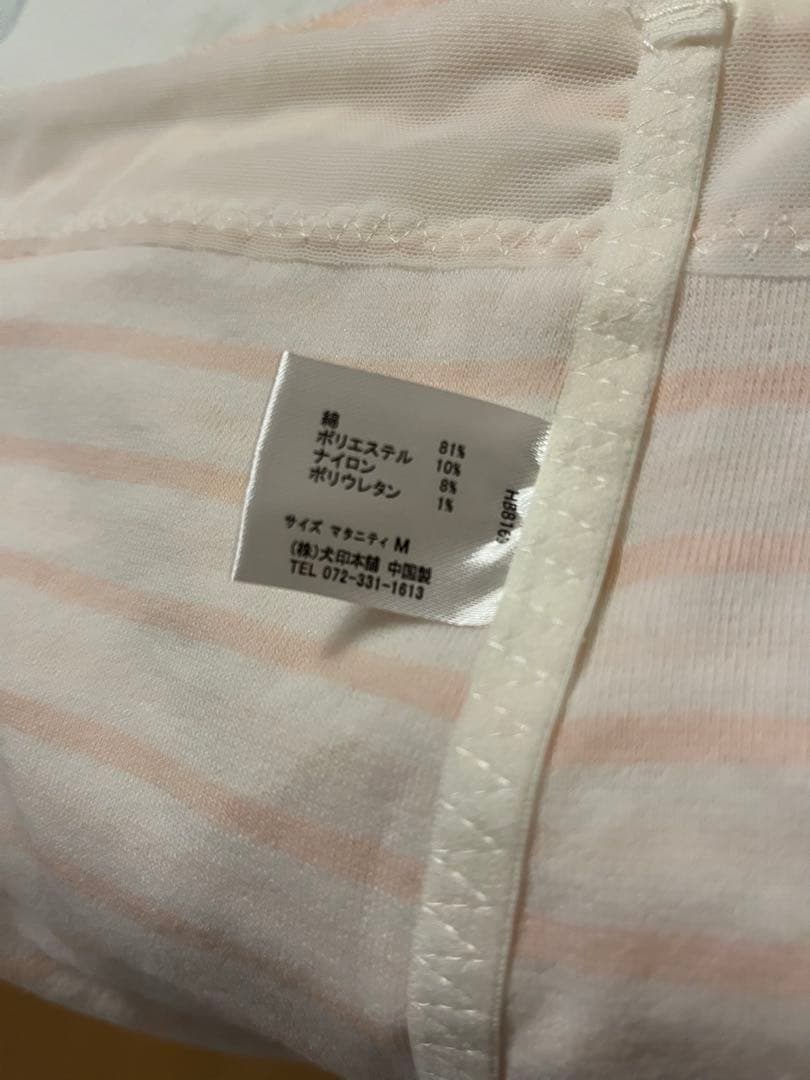 綿 81%
ポリエステル 10%
ナイロン 8%
ポリウレタン 1%
サイズ マタニティ M
(株)犬印本舗 中国製
TEL 072-331-1613